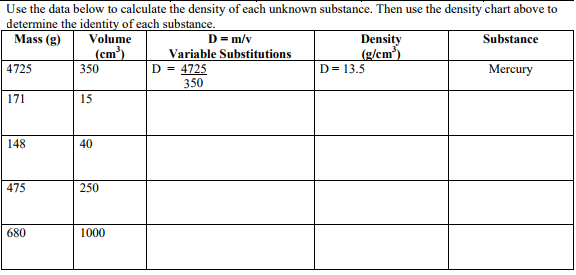 Use the data below to calculate the density of each unknown substance. Then use the density chart above to
determine the identity of each substance.
Mass (g) Volume (cm³) D = m/v Variable Substitutions Density (g/cm³) Substance
4725 350 D = 4725 D = 13.5 Mercury
350
171 15
148 40
475 250
680 1000